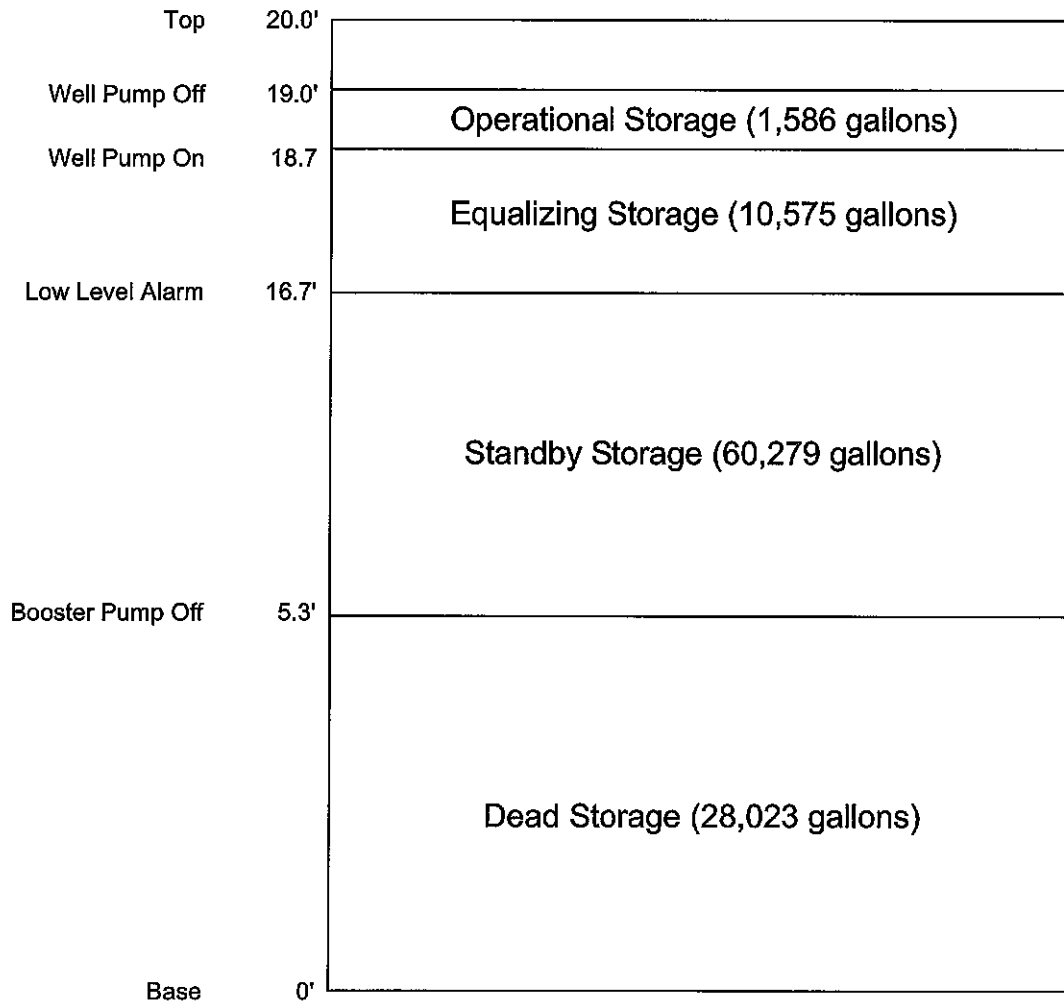 Top 20.0'
Well Pump Off 19.0'
Operational Storage (1,586 gallons)
Well Pump On 18.7
Equalizing Storage (10,575 gallons)
Low Level Alarm 16.7'
Standby Storage (60,279 gallons)
Booster Pump Off 5.3'
Dead Storage (28,023 gallons)
Base 0'